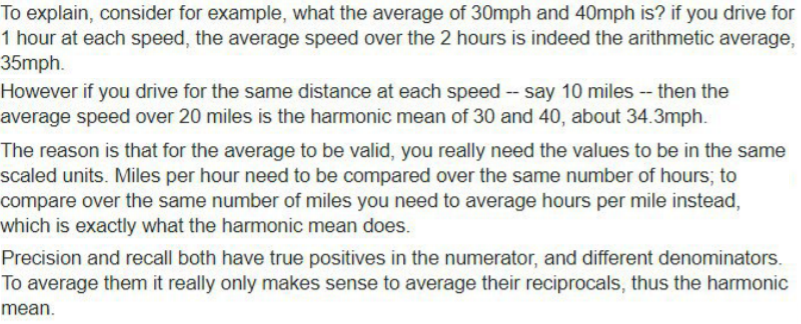 To explain, consider for example, what the average of 30mph and 40mph is? if you drive for
1 hour at each speed, the average speed over the 2 hours is indeed the arithmetic average,
35mph.
However if you drive for the same distance at each speed -- say 10 miles -- then the
average speed over 20 miles is the harmonic mean of 30 and 40, about 34.3mph.
The reason is that for the average to be valid, you really need the values to be in the same
scaled units. Miles per hour need to be compared over the same number of hours; to
compare over the same number of miles you need to average hours per mile instead,
which is exactly what the harmonic mean does.
Precision and recall both have true positives in the numerator, and different denominators.
To average them it really only makes sense to average their reciprocals, thus the harmonic
mean.